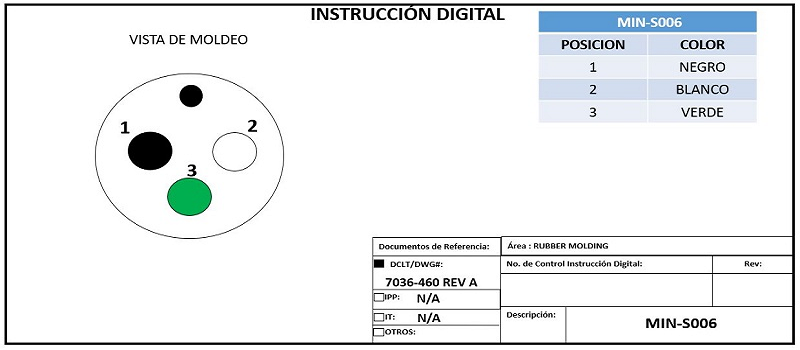 INSTRUCCIÓN DIGITAL
VISTA DE MOLDEO
MIN-S006
POSICION COLOR
1 NEGRO
2 BLANCO
3 VERDE
1
2
3
Documentos de Referencia:
DCLT/DWG#:
7036-460 REV A
IPP: N/A
IT: N/A
OTROS:
Área : RUBBER MOLDING
No. de Control Instrucción Digital: Rev:
Descripción:
MIN-S006